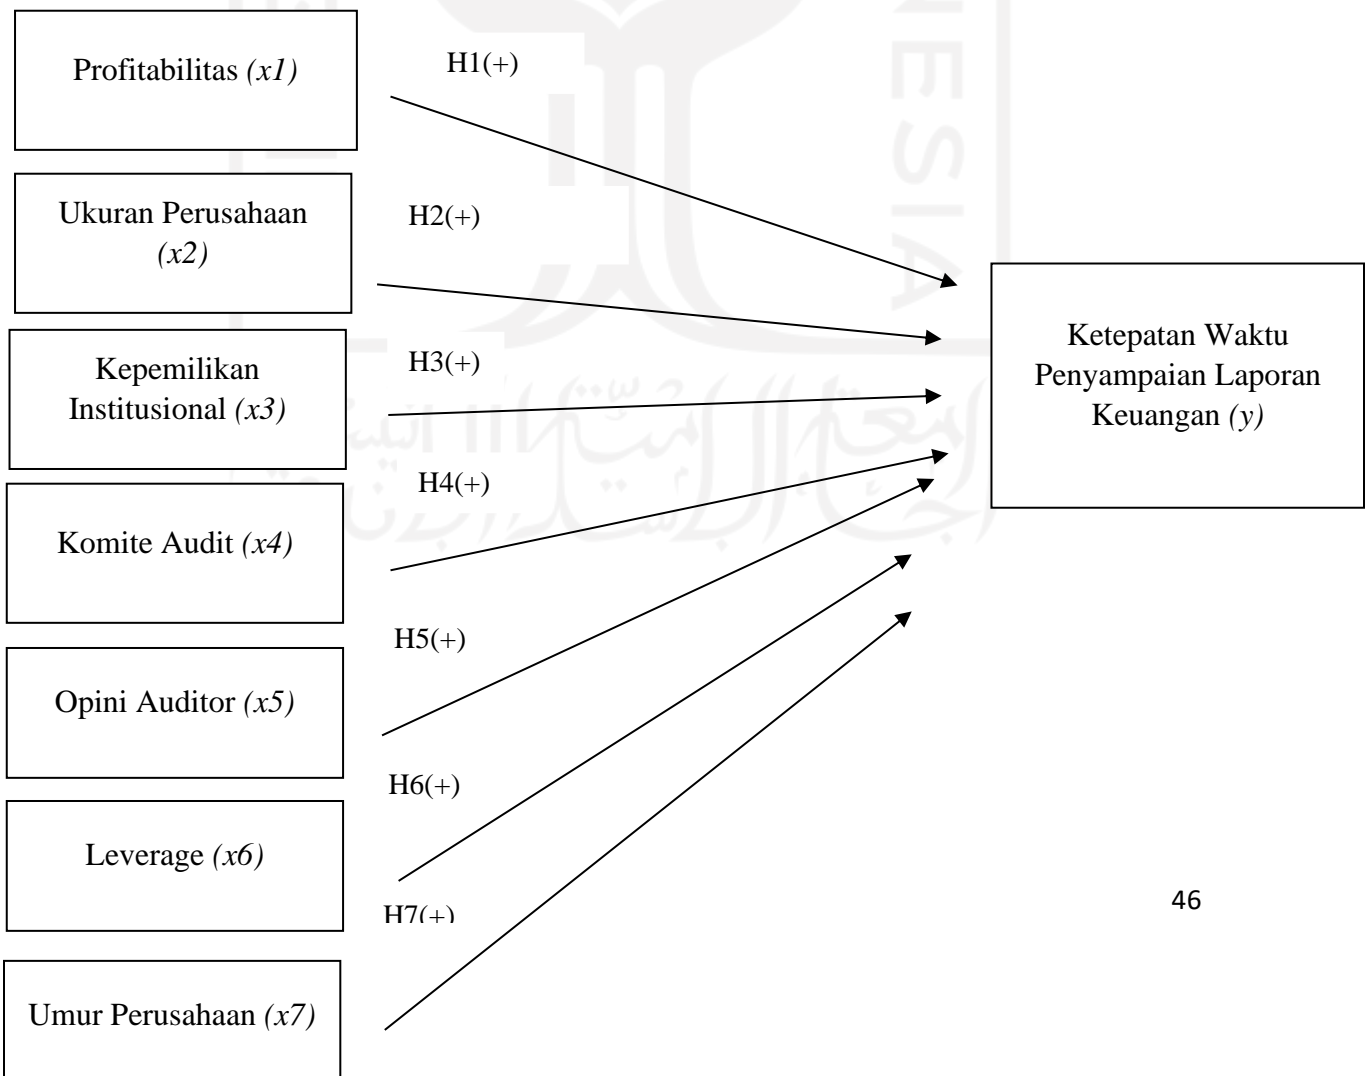 Profitabilitas (x1)
H1(+)
Ukuran Perusahaan
(x2)
H2(+)
Kepemilikan
Institusional (x3)
H3(+)
Komite Audit (x4)
H4(+)
Opini Auditor (x5)
H5(+)
Leverage (x6)
H6(+)
Umur Perusahaan (x7)
H7(+)
Ketepatan Waktu
Penyampaian Laporan
Keuangan (y)
46
NESIA